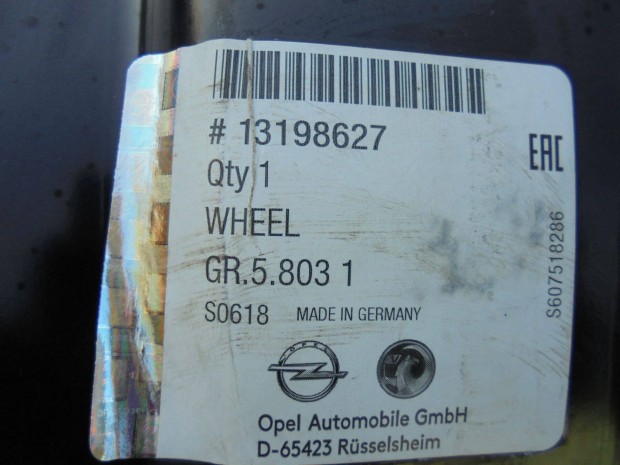 # 13198627
EAC
Qty 1
WHEEL
GR.5.803 1
S0618 MADE IN GERMANY
S607518286
OPEL
Opel Automobile GmbH
D-65423 Rüsselsheim